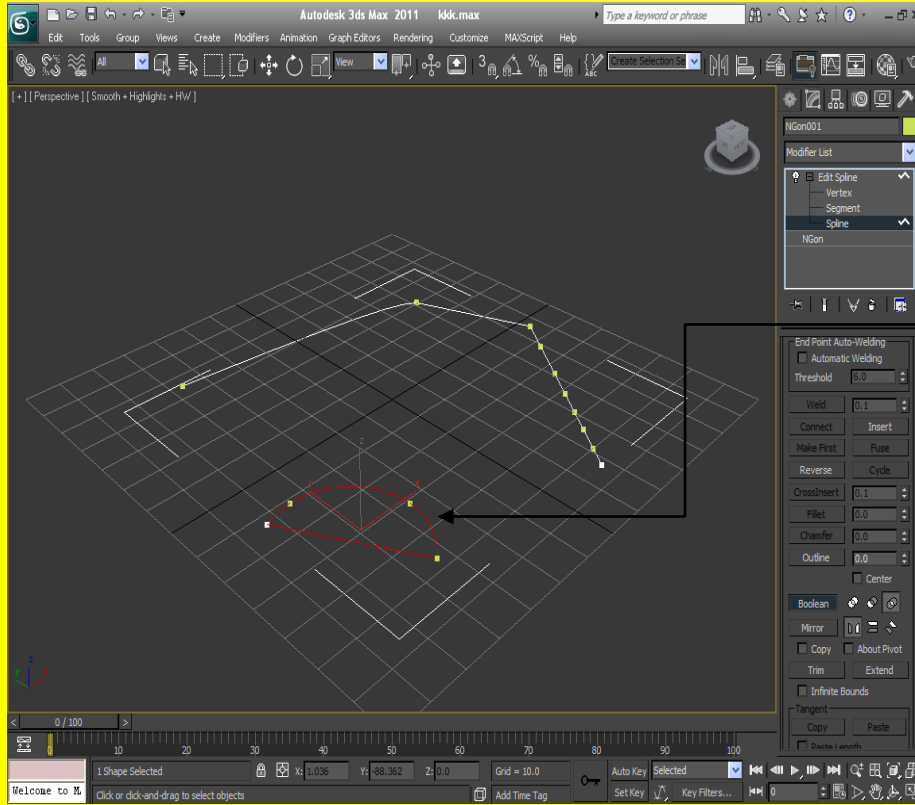 Autodesk 3ds Max 2011 kkk.max Type a keyword or phrase
Edit Tools Group Views Create Modifiers Animation Graph Editors Rendering Customize MAXScript Help
All View 3 Create Selection Se
[ + ] [ Perspective ] [ Smooth + Highlights + HW ]
NGon001
Modifier List
Edit Spline
Vertex
Segment
Spline
NGon
End Point Auto-Welding
Automatic Welding
Threshold 6.0
Weld 0.1
Connect Insert
Make First Fuse
Reverse Cycle
CrossInsert 0.1
Fillet 0.0
Chamfer 0.0
Outline 0.0
Center
Boolean
Mirror
Copy About Pivot
Trim Extend
Infinite Bounds
Tangent
Copy Paste
Paste Length
z
x
z
y x
< 0 / 100 >
0 10 20 30 40 50 60 70 80 90 100
1 Shape Selected X: 1.036 Y: -88.362 Z: 0.0 Grid = 10.0 Auto Key Selected
Welcome to M. Click or click-and-drag to select objects Add Time Tag Set Key Key Filters... 0